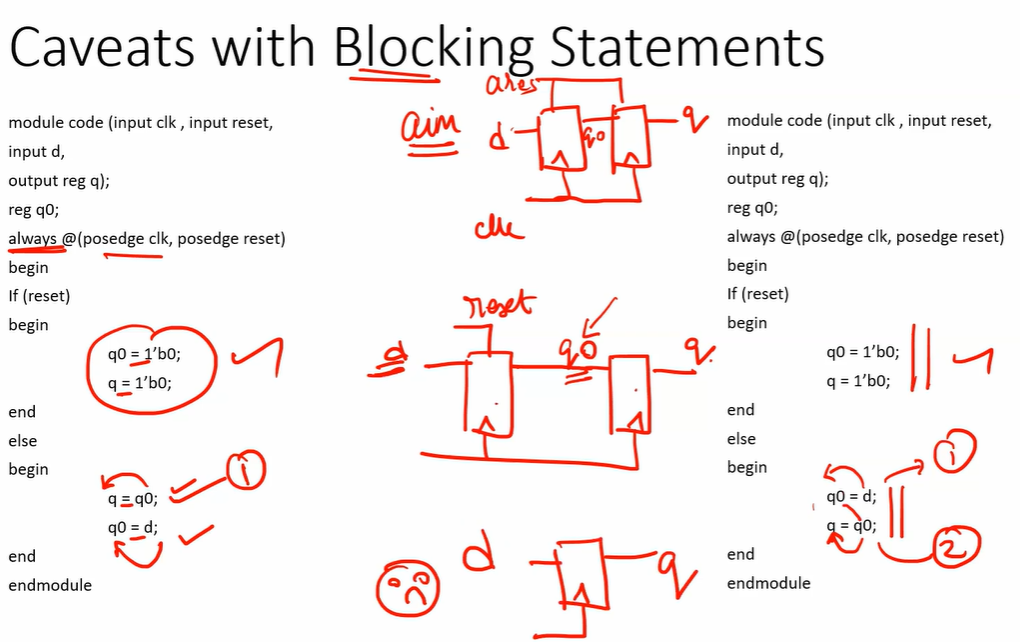 Caveats with Blocking Statements
module code (input clk , input reset,
input d,
output reg q);
reg q0;
always @(posedge clk, posedge reset)
begin
If (reset)
begin
q0 = 1’b0;
q = 1’b0;
end
else
begin
q = q0;
1
q0 = d;
end
endmodule
ares
aim
d
q0
q
clk
reset
d
q0
q
d
q
module code (input clk , input reset,
input d,
output reg q);
reg q0;
always @(posedge clk, posedge reset)
begin
If (reset)
begin
q0 = 1’b0;
q = 1’b0;
end
else
begin
1
q0 = d;
q = q0;
2
end
endmodule